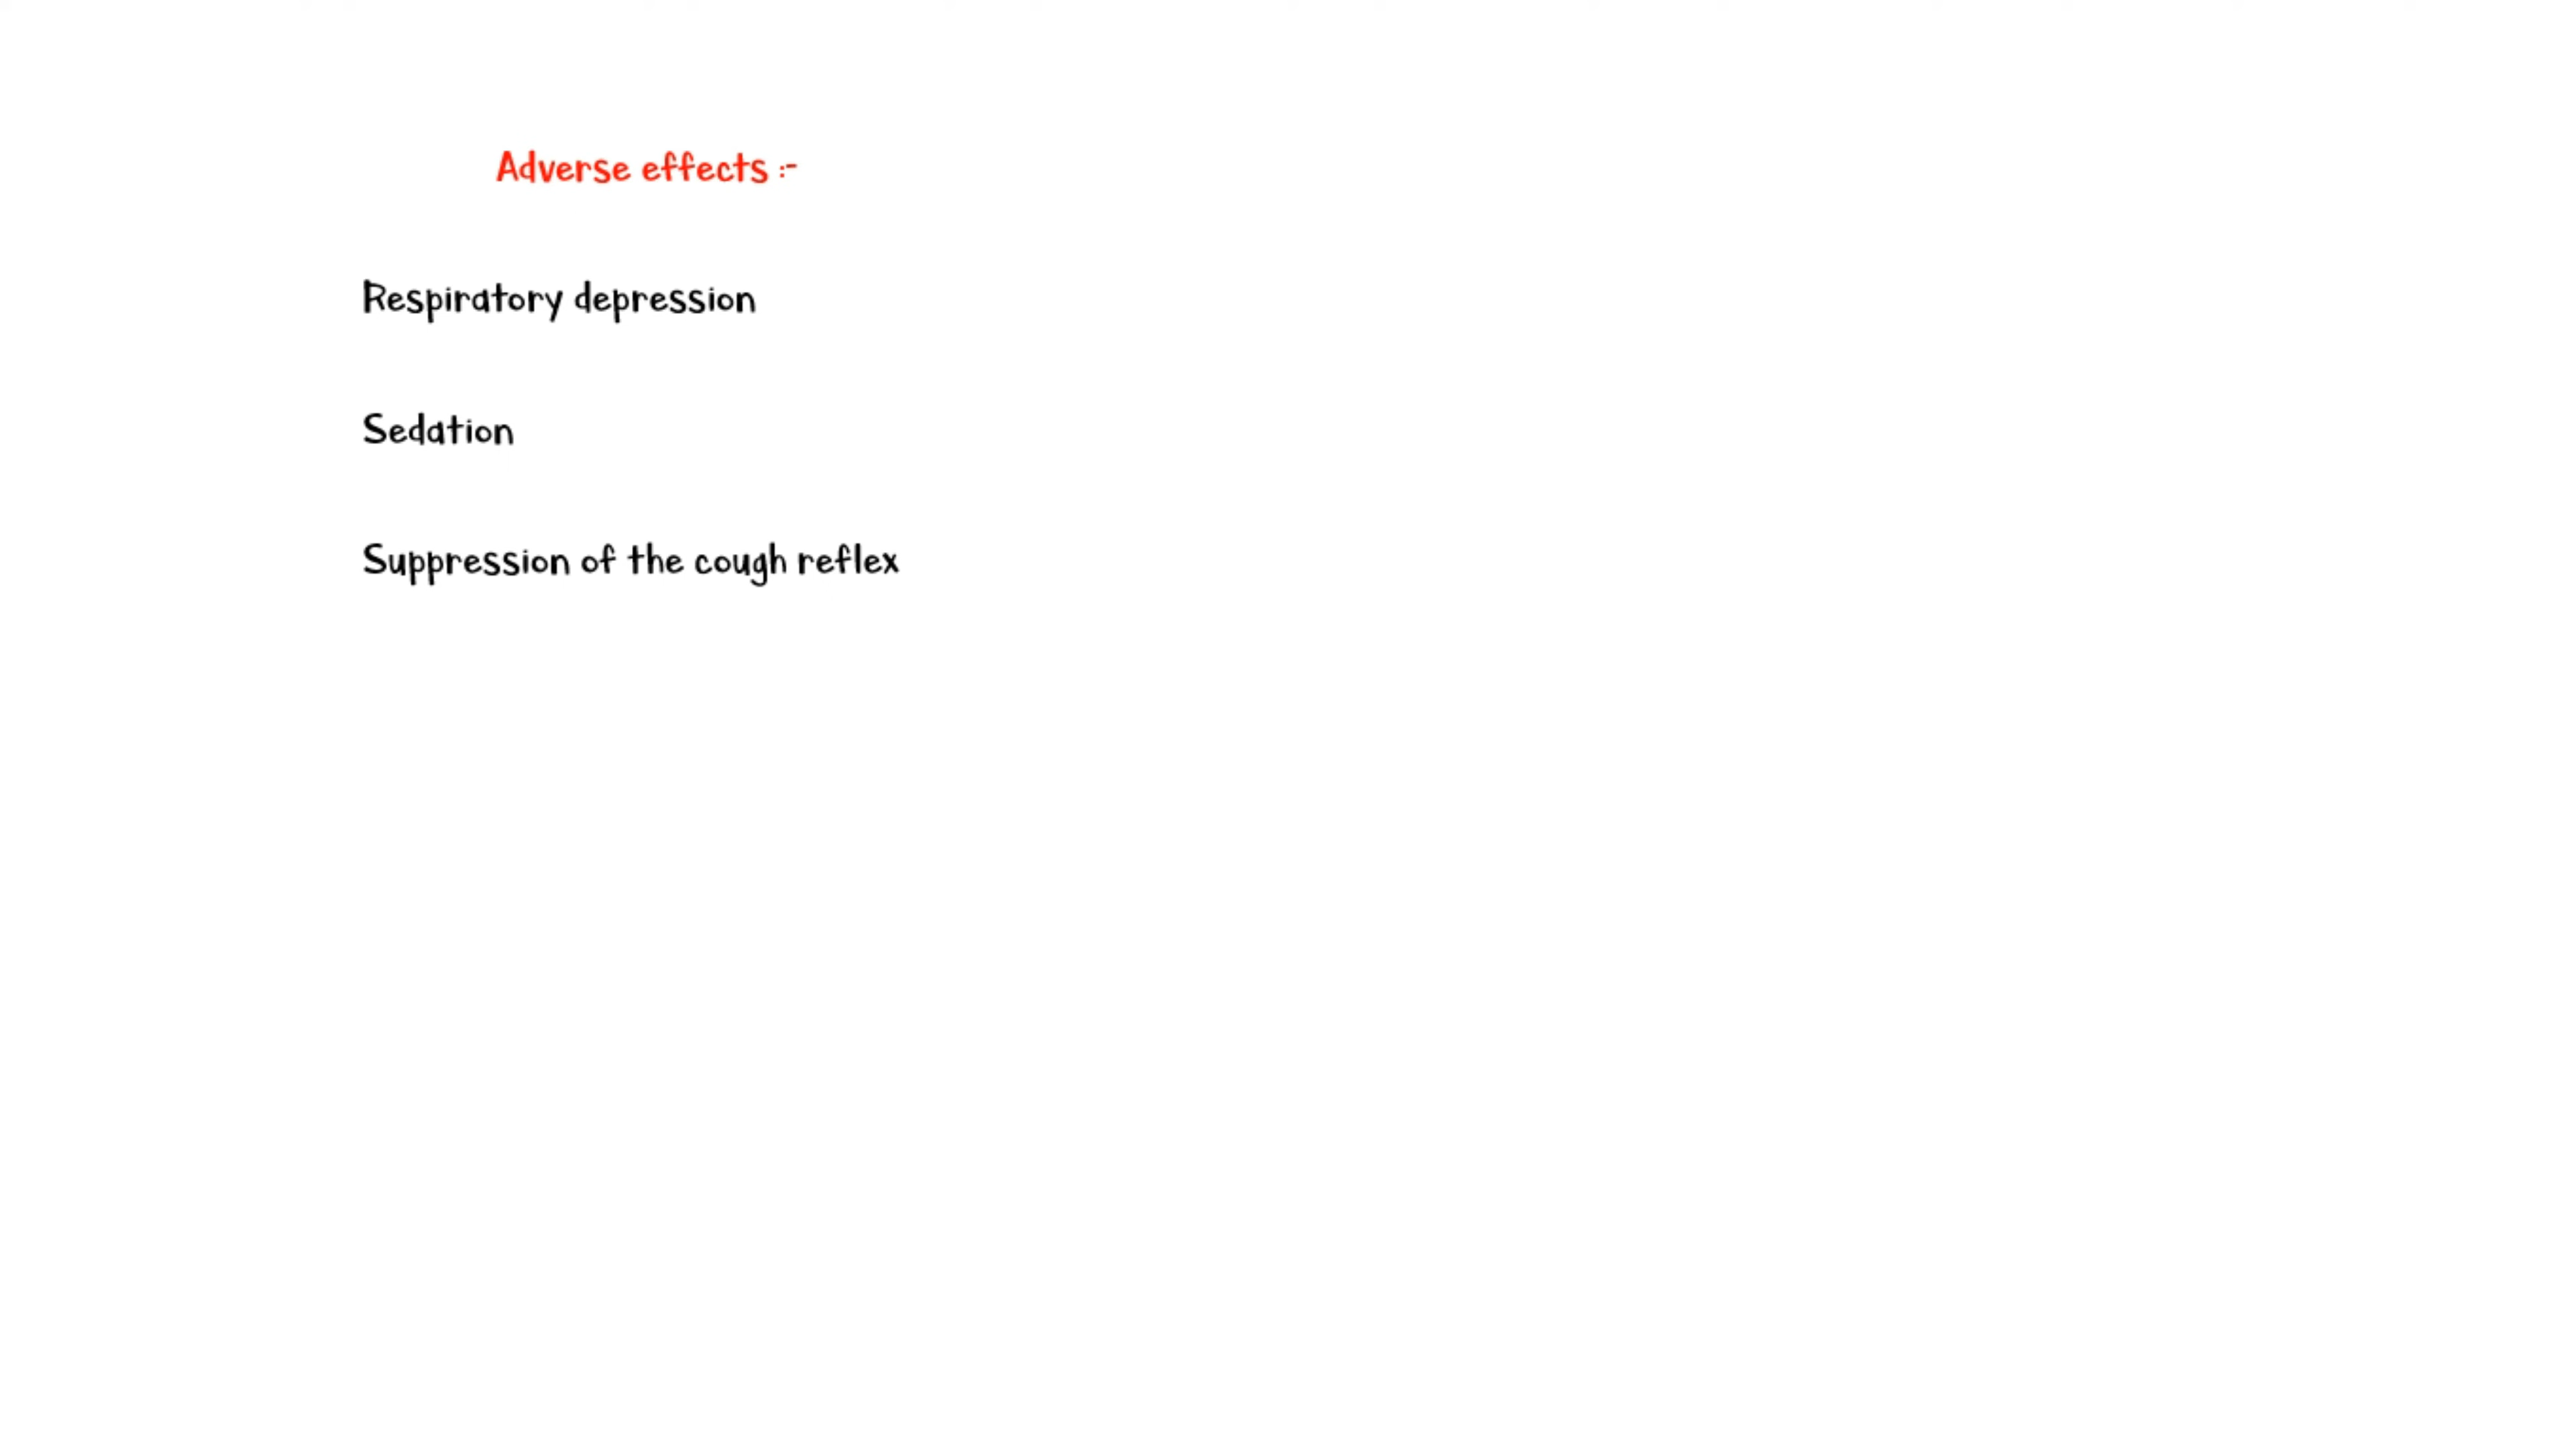 Adverse effects :-
Respiratory depression
Sedation
Suppression of the cough reflex